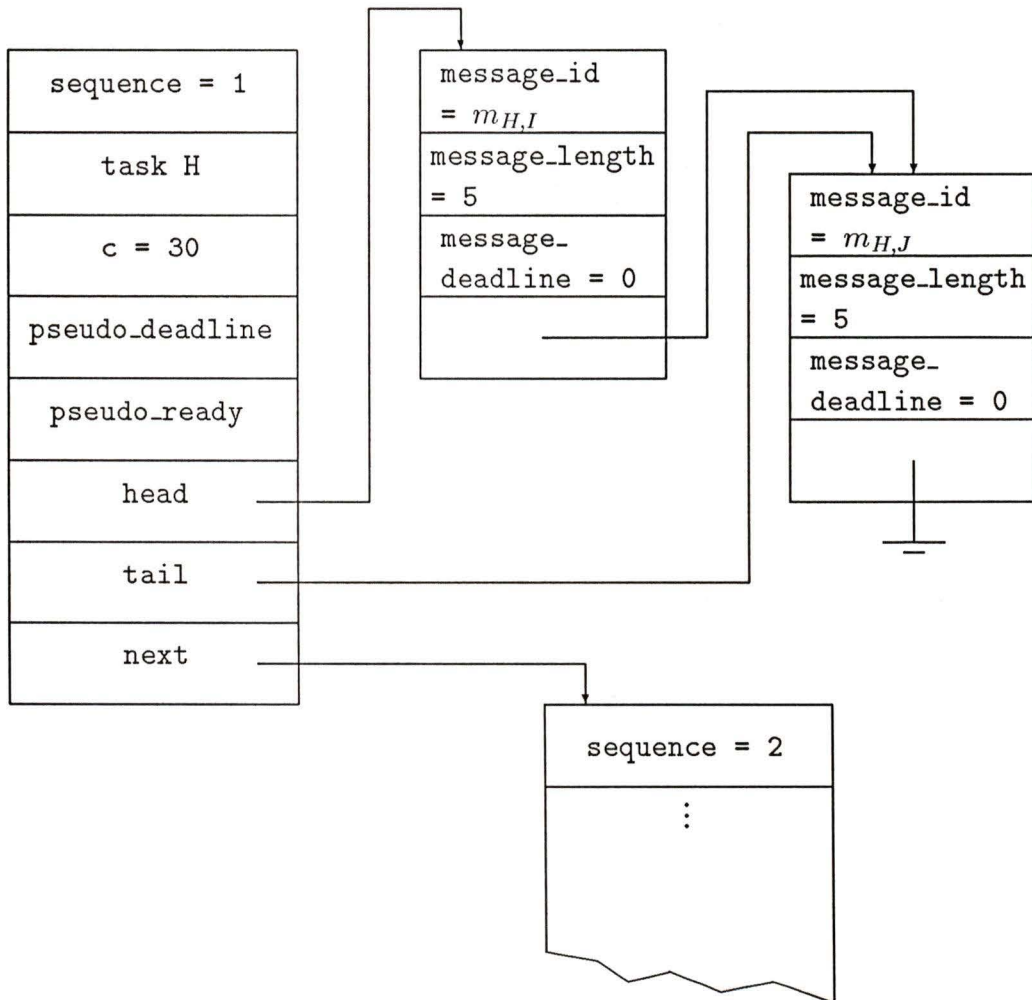 sequence = 1
task H
c = 30
pseudo_deadline
pseudo_ready
head
tail
next
message_id
= m_{H,I}
message_length
= 5
message_
deadline = 0
message_id
= m_{H,J}
message_length
= 5
message_
deadline = 0
sequence = 2
⋮